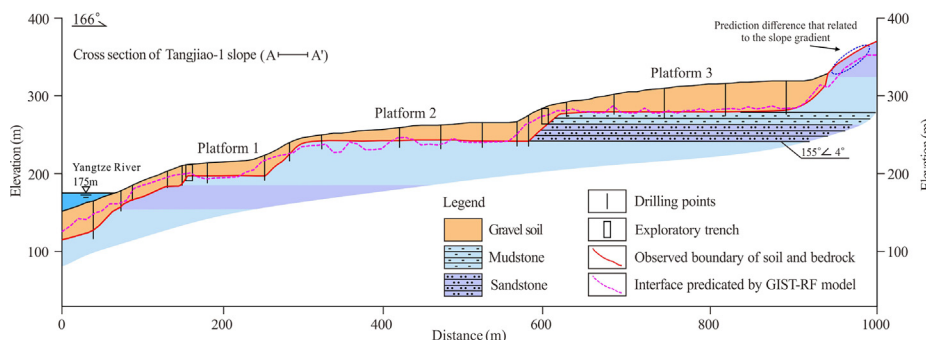 400
166°
Cross section of Tangjiao-1 slope (A A')
Prediction difference that related
to the slope gradient
400
Platform 3
300
300
Platform 2
Platform 1
Yangtze River
175m
155°∠ 4°
200
200
100
100
Elevation (m)
Elevation (m)
Legend
Gravel soil
Mudstone
Sandstone
Drilling points
Exploratory trench
Observed boundary of soil and bedrock
Interface predicated by GIST-RF model
0
200
400
600
800
1000
Distance (m)